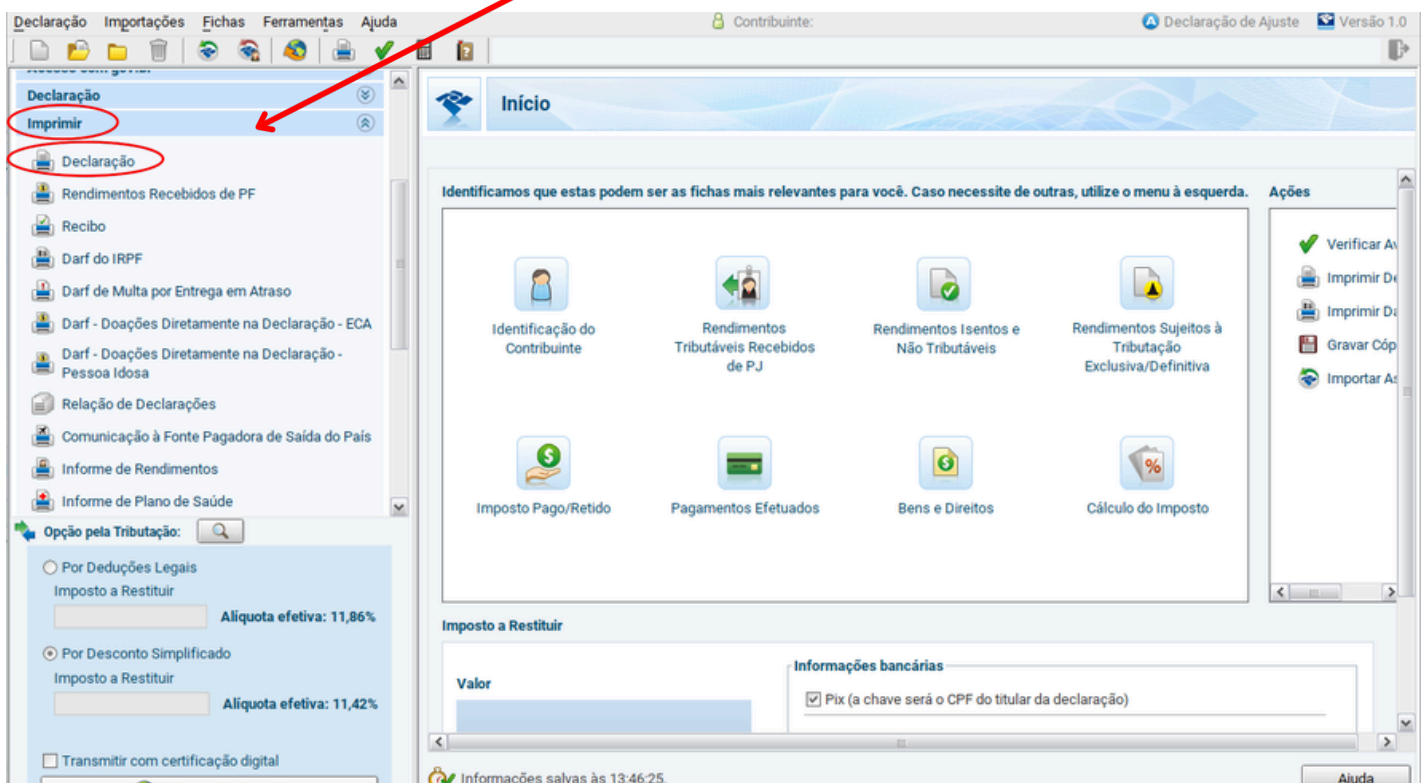 Declaração Importações Fichas Ferramentas Ajuda
Contribuinte:
Declaração de Ajuste
Versão 1.0
Declaração
Imprimir
Declaração
Rendimentos Recebidos de PF
Recibo
Darf do IRPF
Darf de Multa por Entrega em Atraso
Darf - Doações Diretamente na Declaração - ECA
Darf - Doações Diretamente na Declaração -
Pessoa Idosa
Relação de Declarações
Comunicação à Fonte Pagadora de Saída do País
Informe de Rendimentos
Informe de Plano de Saúde
Opção pela Tributação:
Por Deduções Legais
Imposto a Restituir
Alíquota efetiva: 11,86%
Por Desconto Simplificado
Imposto a Restituir
Alíquota efetiva: 11,42%
Transmitir com certificação digital
Início
Identificamos que estas podem ser as fichas mais relevantes para você. Caso necessite de outras, utilize o menu à esquerda.
Identificação do
Contribuinte
Rendimentos
Tributáveis Recebidos
de PJ
Rendimentos Isentos e
Não Tributáveis
Rendimentos Sujeitos à
Tributação
Exclusiva/Definitiva
Imposto Pago/Retido
Pagamentos Efetuados
Bens e Direitos
Cálculo do Imposto
Ações
Verificar
Imprimir
Imprimir
Gravar
Importar
Imposto a Restituir
Valor
Informações bancárias
Pix (a chave será o CPF do titular da declaração)
Informações salvas às 13:46:25.
Ajuda